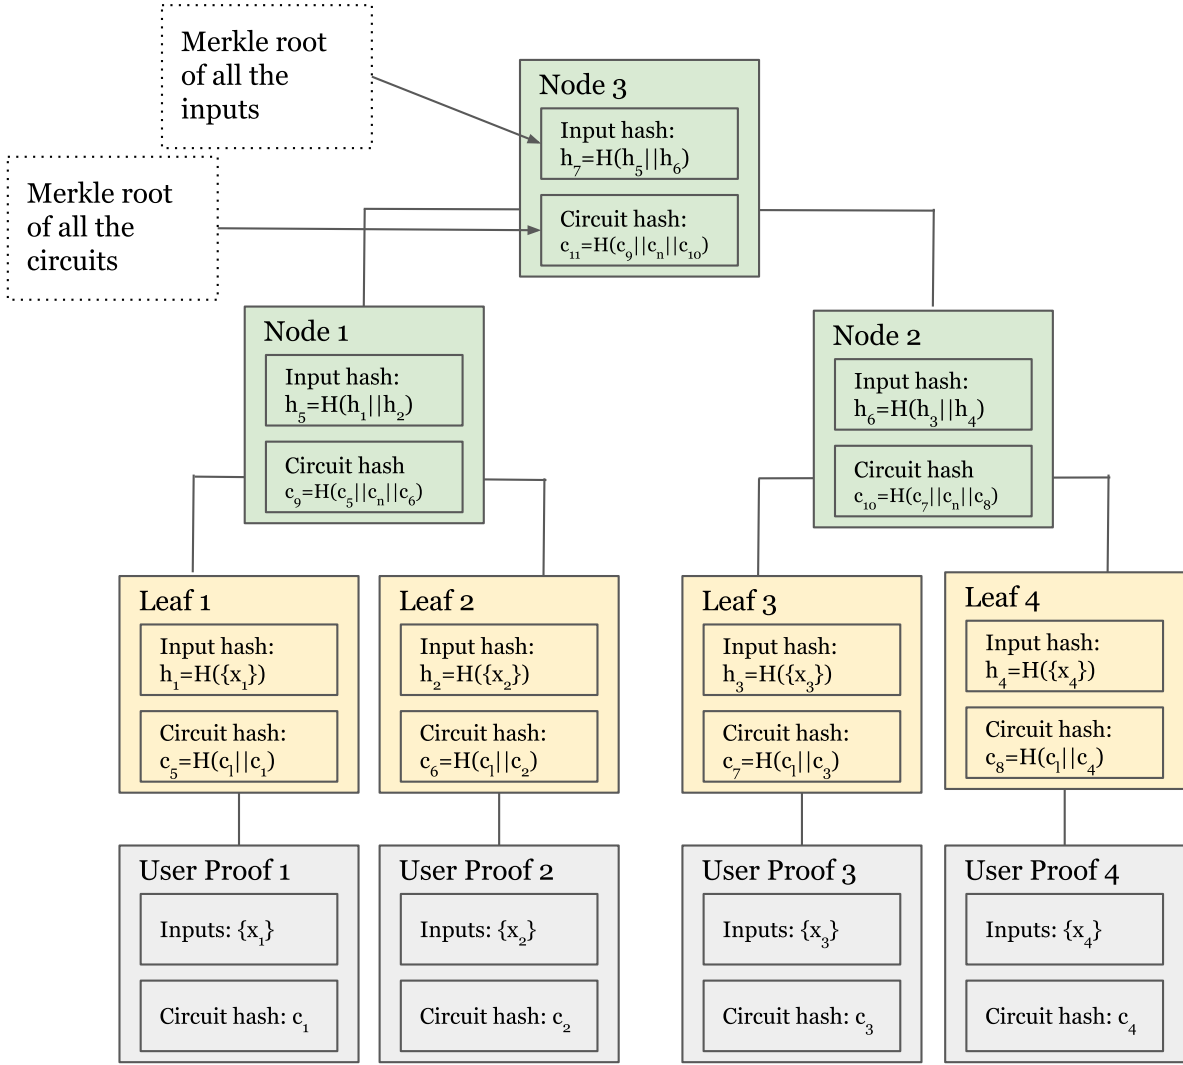 Merkle root
of all the
inputs
Merkle root
of all the
circuits
Node 3
Input hash:
h₇=H(h₅||h₆)
Circuit hash:
c₁₁=H(c₉||cₙ||c₁₀)
Node 1
Input hash:
h₅=H(h₁||h₂)
Circuit hash
c₉=H(c₅||cₙ||c₆)
Node 2
Input hash:
h₆=H(h₃||h₄)
Circuit hash
c₁₀=H(c₇||cₙ||c₈)
Leaf 1
Input hash:
h₁=H({x₁})
Circuit hash:
c₅=H(cₗ||c₁)
Leaf 2
Input hash:
h₂=H({x₂})
Circuit hash:
c₆=H(cₗ||c₂)
Leaf 3
Input hash:
h₃=H({x₃})
Circuit hash:
c₇=H(cₗ||c₃)
Leaf 4
Input hash:
h₄=H({x₄})
Circuit hash:
c₈=H(cₗ||c₄)
User Proof 1
Inputs: {x₁}
Circuit hash: c₁
User Proof 2
Inputs: {x₂}
Circuit hash: c₂
User Proof 3
Inputs: {x₃}
Circuit hash: c₃
User Proof 4
Inputs: {x₄}
Circuit hash: c₄